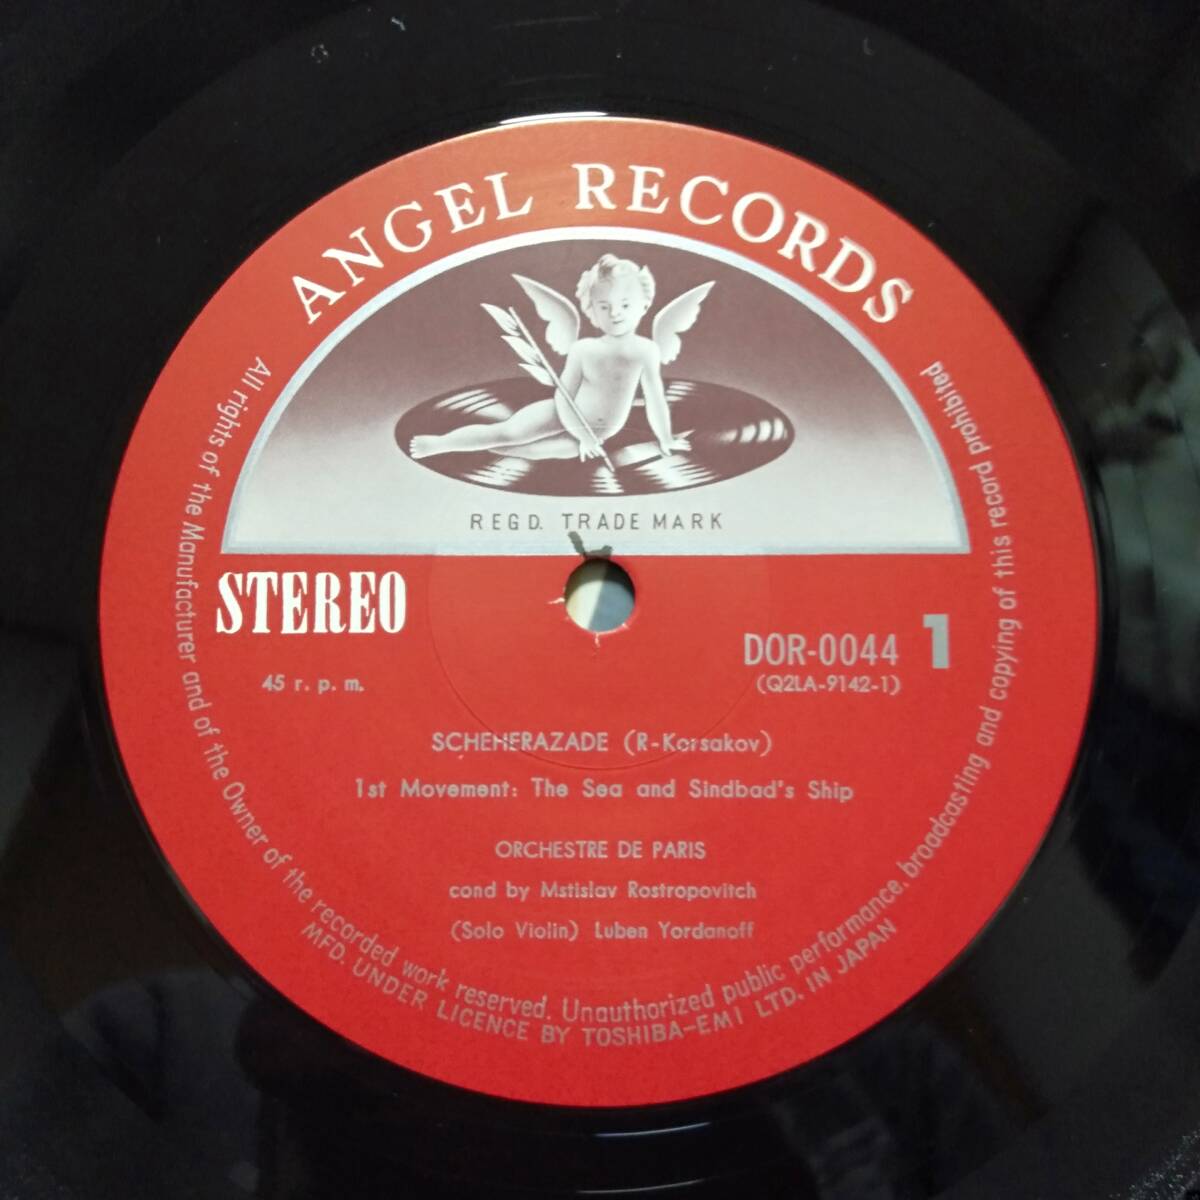 ANGEL RECORDS
REGD. TRADE MARK
STEREO
45 r. p. m.
DOR-0044 1
(Q2LA-9142-1)
SCHEHERAZADE (R-Korsakov)
1st Movement: The Sea and Sindbad's Ship
ORCHESTRE DE PARIS
cond by Mstislav Rostropovitch
(Solo Violin) Luben Yordanoff
All rights of the Manufacturer and of the Owner of the recorded work reserved. Unauthorized public performance, broadcasting and copying of this record prohibited
MFD. UNDER LICENCE BY TOSHIBA-EMI LTD. IN JAPAN